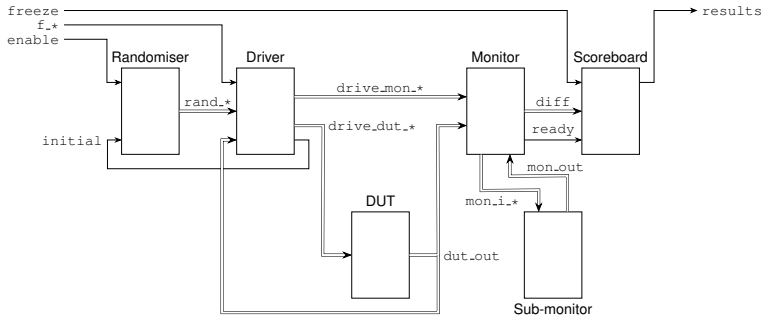 freeze
results
f_*
enable
Randomiser
Driver
Monitor
Scoreboard
drive_mon_*
rand_*
diff
drive_dut_*
ready
initial
mon_out
mon_i_*
DUT
dut_out
Sub-monitor